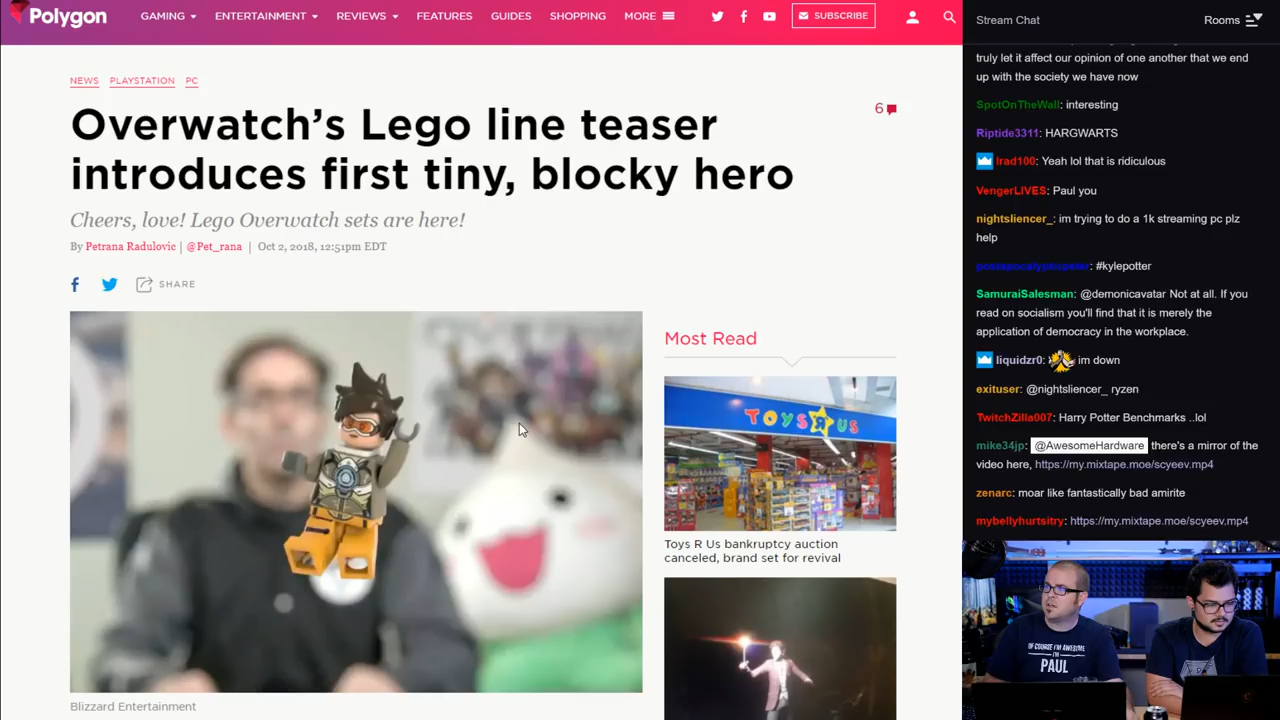 Polygon
GAMING
ENTERTAINMENT
REVIEWS
FEATURES
GUIDES
SHOPPING
MORE
SUBSCRIBE
NEWS PLAYSTATION PC
Overwatch's Lego line teaser
introduces first tiny, blocky hero
6
Cheers, love! Lego Overwatch sets are here!
By Petrana Radulovic | @Pet_rana | Oct 2, 2018, 12:51pm EDT
SHARE
Blizzard Entertainment
Most Read
TOYS R US
Toys R Us bankruptcy auction
canceled, brand set for revival
Stream Chat
Rooms
truly let it affect our opinion of one another that we end
up with the society we have now
SpotOnTheWall: interesting
Riptide3311: HARGWARTS
lrad100: Yeah lol that is ridiculous
VengerLIVES: Paul you
nightsliencer_: im trying to do a 1k streaming pc plz
help
#kylepotter
SamuraiSalesman: @demonicavatar Not at all. If you
read on socialism you'll find that it is merely the
application of democracy in the workplace.
liquidzr0: im down
exituser: @nightsliencer_ ryzen
TwitchZilla007: Harry Potter Benchmarks ..lol
mike34jp: @AwesomeHardware there's a mirror of the
video here, https://my.mixtape.moe/scyeev.mp4
zenarc: moar like fantastically bad amirite
mybellyhurtsitry: https://my.mixtape.moe/scyeev.mp4
OF COURSE I'M AWESOME
I'M
PAUL